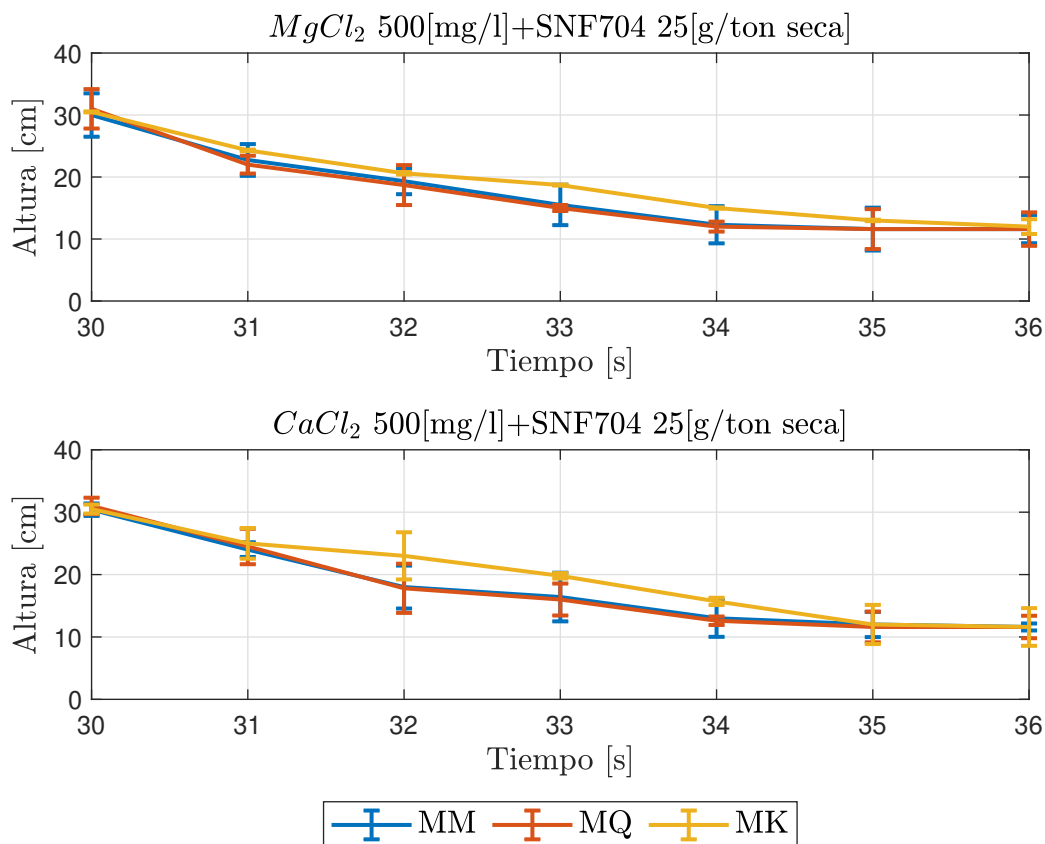 MgCl2 500[mg/l]+SNF704 25[g/ton seca]
40
30
20
10
0
Altura [cm]
30 31 32 33 34 35 36
Tiempo [s]
CaCl2 500[mg/l]+SNF704 25[g/ton seca]
40
30
20
10
0
Altura [cm]
30 31 32 33 34 35 36
Tiempo [s]
MM MQ MK